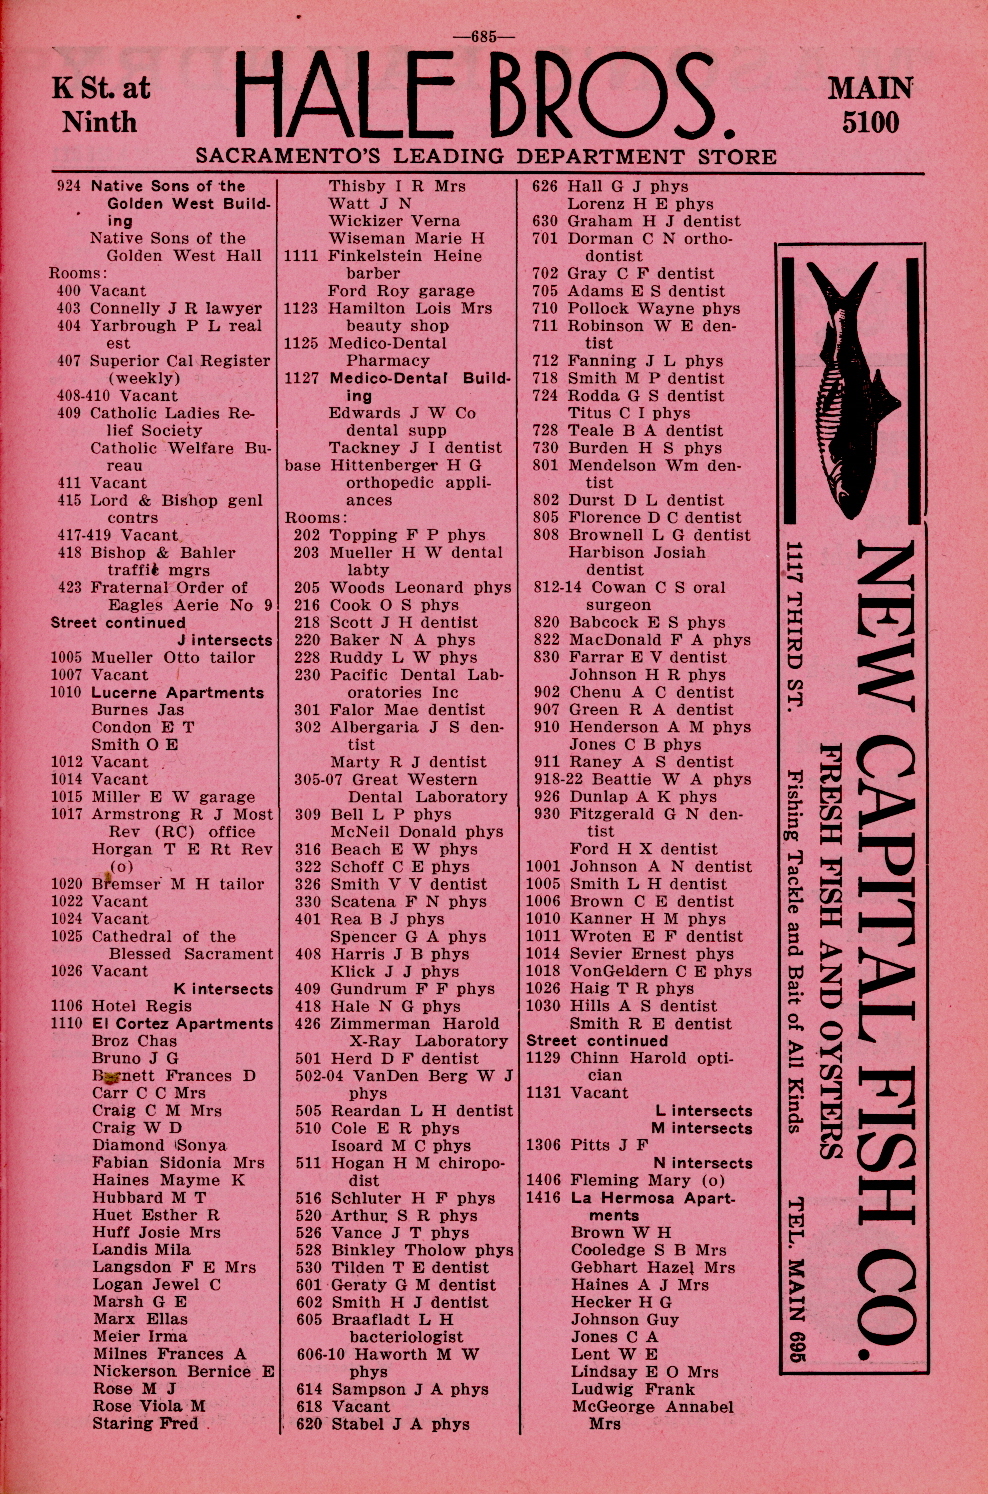 —685—
K St. at
Ninth
HALE BROS.
MAIN
5100
SACRAMENTO'S LEADING DEPARTMENT STORE
924 Native Sons of the
Golden West Build-
ing
Native Sons of the
Golden West Hall
Rooms:
400 Vacant
403 Connelly J R lawyer
404 Yarbrough P L real
est
407 Superior Cal Register
(weekly)
408-410 Vacant
409 Catholic Ladies Re-
lief Society
Catholic Welfare Bu-
reau
411 Vacant
415 Lord & Bishop genl
contrs
417-419 Vacant
418 Bishop & Bahler
traffic mgrs
423 Fraternal Order of
Eagles Aerie No 9
Street continued
J intersects
1005 Mueller Otto tailor
1007 Vacant
1010 Lucerne Apartments
Burnes Jas
Condon E T
Smith O E
1012 Vacant
1014 Vacant
1015 Miller E W garage
1017 Armstrong R J Most
Rev (RC) office
Horgan T E Rt Rev
(o)
1020 Bremser M H tailor
1022 Vacant
1024 Vacant
1025 Cathedral of the
Blessed Sacrament
1026 Vacant
K intersects
1106 Hotel Regis
1110 El Cortez Apartments
Broz Chas
Bruno J G
Frances D
Carr C C Mrs
Craig C M Mrs
Craig W D
Diamond Sonya
Fabian Sidonia Mrs
Haines Mayme K
Hubbard M T
Huet Esther R
Huff Josie Mrs
Landis Mila
Langsdon F E Mrs
Logan Jewel C
Marsh G E
Marx Ellas
Meier Irma
Milnes Frances A
Nickerson Bernice E
Rose M J
Rose Viola M
Staring Fred
Thisby I R Mrs
Watt J N
Wickizer Verna
Wiseman Marie H
1111 Finkelstein Heine
barber
Ford Roy garage
1123 Hamilton Lois Mrs
beauty shop
1125 Medico-Dental
Pharmacy
1127 Medico-Dental Build-
ing
Edwards J W Co
dental supp
Tackney J I dentist
base Hittenberger H G
orthopedic appli-
ances
Rooms:
202 Topping F P phys
203 Mueller H W dental
labty
205 Woods Leonard phys
216 Cook O S phys
218 Scott J H dentist
220 Baker N A phys
228 Ruddy L W phys
230 Pacific Dental Lab-
oratories Inc
301 Falor Mae dentist
302 Albergaria J S den-
tist
Marty R J dentist
305-07 Great Western
Dental Laboratory
309 Bell L P phys
McNeil Donald phys
316 Beach E W phys
322 Schoff C E phys
326 Smith V V dentist
330 Scatena F N phys
401 Rea B J phys
Spencer G A phys
408 Harris J B phys
Klick J J phys
409 Gundrum F F phys
418 Hale N G phys
426 Zimmerman Harold
X-Ray Laboratory
501 Herd D F dentist
502-04 VanDen Berg W J
phys
505 Reardan L H dentist
510 Cole E R phys
Isoard M C phys
511 Hogan H M chiropo-
dist
516 Schluter H F phys
520 Arthur S R phys
526 Vance J T phys
528 Binkley Tholow phys
530 Tilden T E dentist
601 Geraty G M dentist
602 Smith H J dentist
605 Braafladt L H
bacteriologist
606-10 Haworth M W
phys
614 Sampson J A phys
618 Vacant
620 Stabel J A phys
626 Hall G J phys
Lorenz H E phys
630 Graham H J dentist
701 Dorman C N ortho-
dontist
702 Gray C F dentist
705 Adams E S dentist
710 Pollock Wayne phys
711 Robinson W E den-
tist
712 Fanning J L phys
718 Smith M P dentist
724 Rodda G S dentist
Titus C I phys
728 Teale B A dentist
730 Burden H S phys
801 Mendelson Wm den-
tist
802 Durst D L dentist
805 Florence D C dentist
808 Brownell L G dentist
Harbison Josiah
dentist
812-14 Cowan C S oral
surgeon
820 Babcock E S phys
822 MacDonald F A phys
830 Farrar E V dentist
Johnson H R phys
902 Chenu A C dentist
907 Green R A dentist
910 Henderson A M phys
Jones C B phys
911 Raney A S dentist
918-22 Beattie W A phys
926 Dunlap A K phys
930 Fitzgerald G N den-
tist
Ford H X dentist
1001 Johnson A N dentist
1005 Smith L H dentist
1006 Brown C E dentist
1010 Kanner H M phys
1011 Wroten E F dentist
1014 Sevier Ernest phys
1018 VonGeldern C E phys
1026 Haig T R phys
1030 Hills A S dentist
Smith R E dentist
Street continued
1129 Chinn Harold opti-
cian
1131 Vacant
L intersects
M intersects
1306 Pitts J F
N intersects
1406 Fleming Mary (o)
1416 La Hermosa Apart-
ments
Brown W H
Cooledge S B Mrs
Gebhart Hazel Mrs
Haines A J Mrs
Hecker H G
Johnson Guy
Jones C A
Lent W E
Lindsay E O Mrs
Ludwig Frank
McGeorge Annabel
Mrs
NEW CAPITAL FISH CO.
FRESH FISH AND OYSTERS
1117 THIRD ST. Fishing Tackle and Bait of All Kinds TEL. MAIN 695